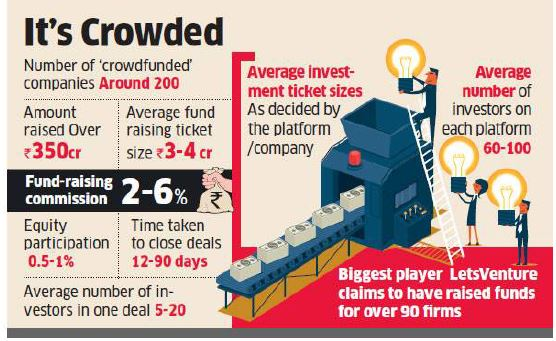 It's Crowded
Number of 'crowdfunded'
companies Around 200
Amount
raised Over
₹350cr
Average fund
raising ticket
size ₹3-4 cr
Fund-raising
commission 2-6%
₹
Equity
participation
0.5-1%
Time taken
to close deals
12-90 days
Average number of in-
vestors in one deal 5-20
Average invest-
ment ticket sizes
As decided by
the platform
/company
Average
number of
investors on
each platform
60-100
Biggest player LetsVenture
claims to have raised funds
for over 90 firms